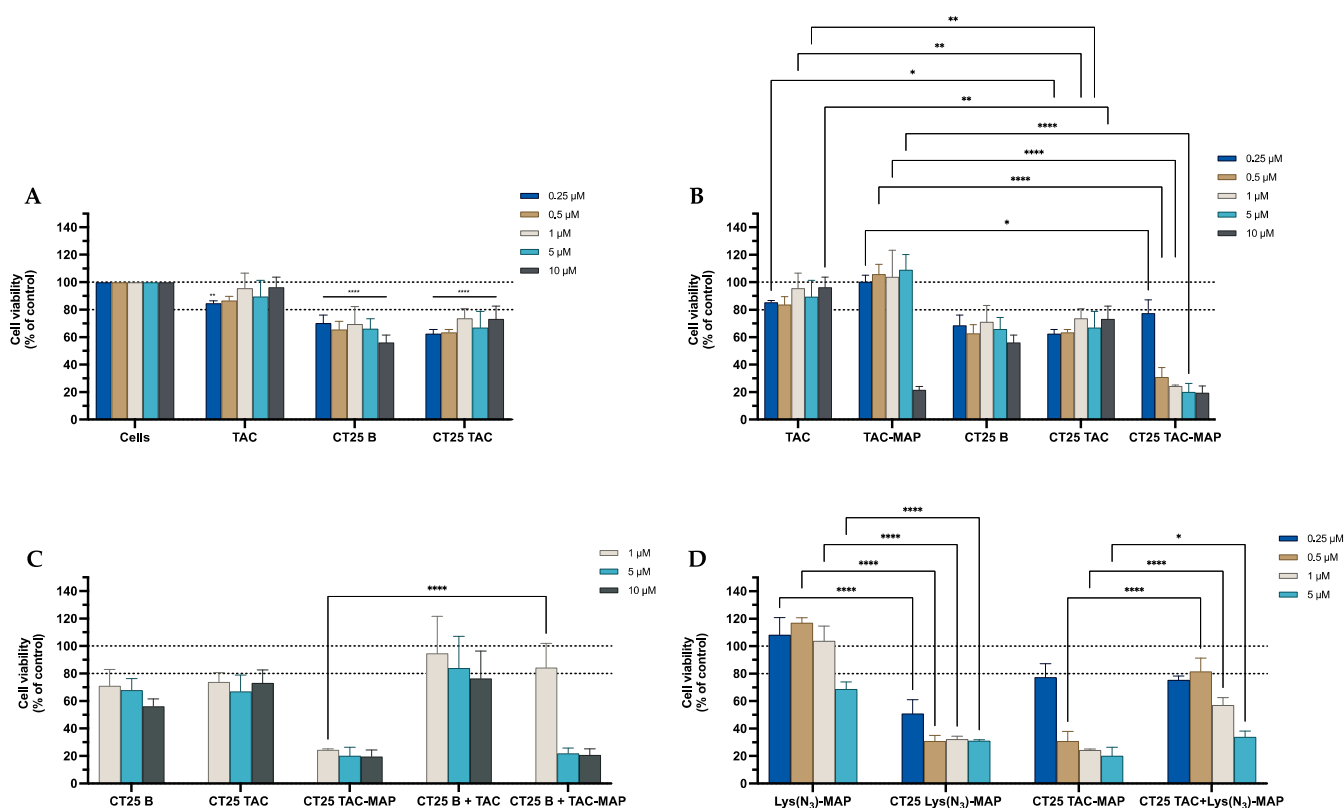 A
Cell viability
(% of control)
140
120
100
80
60
40
20
0
**
****
****
Cells TAC CT25 B CT25 TAC
0.25 µM
0.5 µM
1 µM
5 µM
10 µM
B
Cell viability
(% of control)
140
120
100
80
60
40
20
0
**
**
*
**
****
****
****
*
TAC TAC-MAP CT25 B CT25 TAC CT25 TAC-MAP
0.25 µM
0.5 µM
1 µM
5 µM
10 µM
C
Cell viability
(% of control)
140
120
100
80
60
40
20
0
****
CT25 B CT25 TAC CT25 TAC-MAP CT25 B + TAC CT25 B + TAC-MAP
1 µM
5 µM
10 µM
D
Cell viability
(% of control)
140
120
100
80
60
40
20
0
****
****
****
****
*
****
****
Lys(N₃)-MAP CT25 Lys(N₃)-MAP CT25 TAC-MAP CT25 TAC+Lys(N₃)-MAP
0.25 µM
0.5 µM
1 µM
5 µM